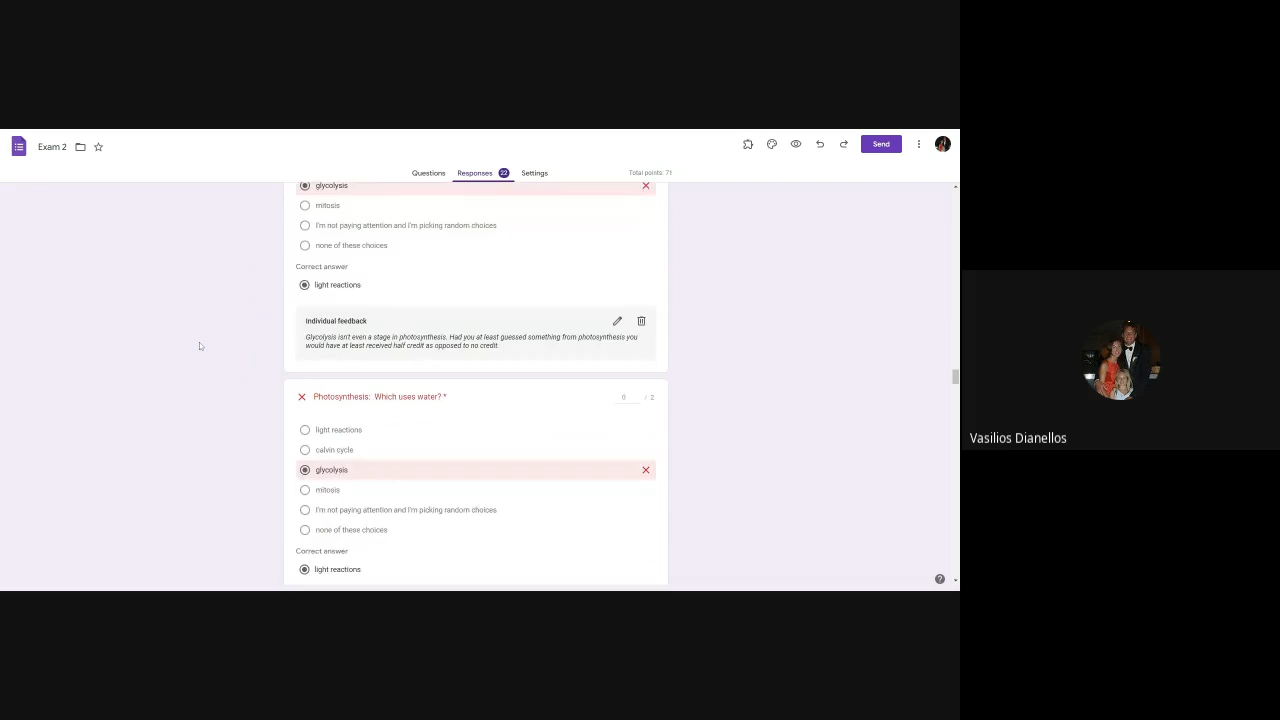 Exam 2
Send
Questions
Responses 22
Settings
Total points: 71
glycolysis
mitosis
I'm not paying attention and I'm picking random choices
none of these choices
Correct answer
light reactions
Individual feedback
Glycolysis isn't even a stage in photosynthesis. Had you at least guessed something from photosynthesis you
would have at least received half credit as opposed to no credit.
Photosynthesis: Which uses water? *
0 / 2
light reactions
calvin cycle
glycolysis
mitosis
I'm not paying attention and I'm picking random choices
none of these choices
Correct answer
light reactions
Vasilios Dianellos